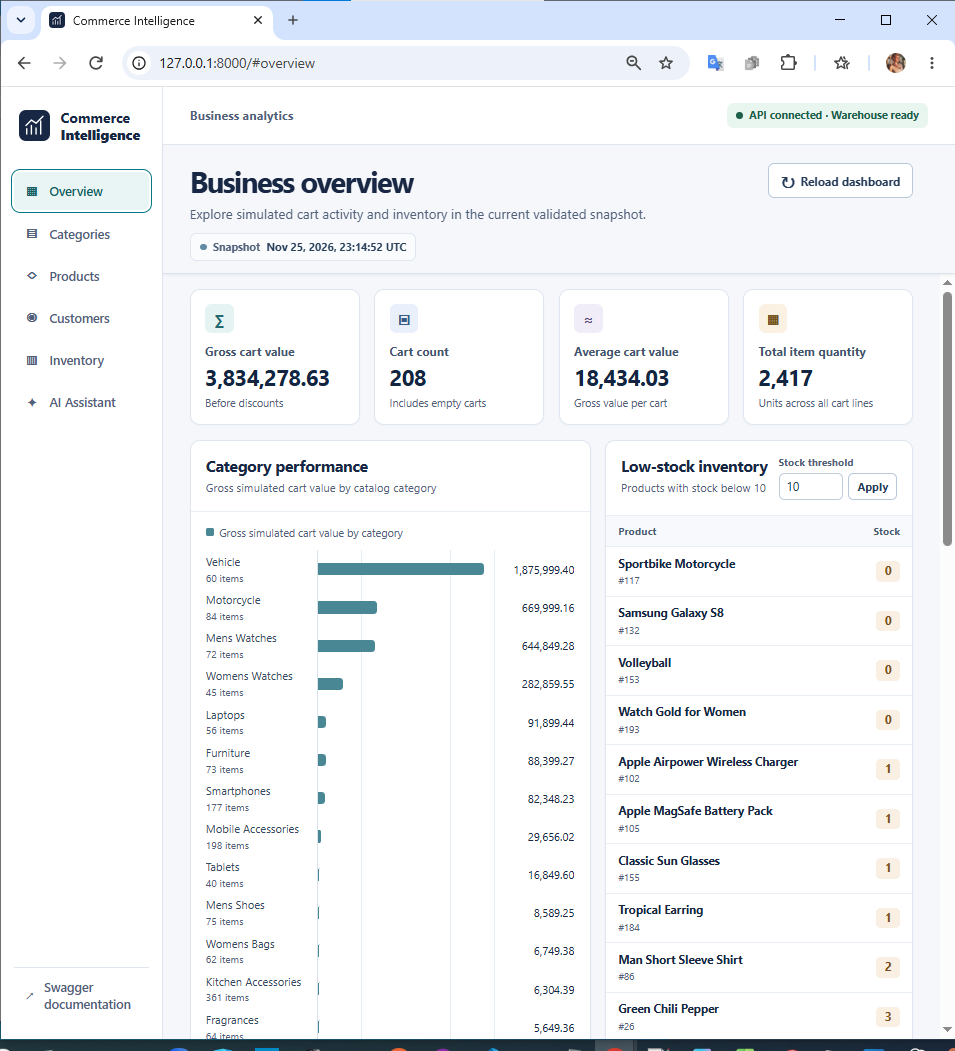 Commerce Intelligence
127.0.0.1:8000/#overview
Commerce
Intelligence
Overview
Categories
Products
Customers
Inventory
AI Assistant
Swagger
documentation
Business analytics
API connected · Warehouse ready
Business overview
Reload dashboard
Explore simulated cart activity and inventory in the current validated snapshot.
Snapshot Nov 25, 2026, 23:14:52 UTC
∑
Gross cart value
3,834,278.63
Before discounts
Cart count
208
Includes empty carts
≈
Average cart value
18,434.03
Gross value per cart
Total item quantity
2,417
Units across all cart lines
Category performance
Gross simulated cart value by catalog category
Gross simulated cart value by category
Vehicle
60 items
1,875,999.40
Motorcycle
84 items
669,999.16
Mens Watches
72 items
644,849.28
Womens Watches
45 items
282,859.55
Laptops
56 items
91,899.44
Furniture
73 items
88,399.27
Smartphones
177 items
82,348.23
Mobile Accessories
198 items
29,656.02
Tablets
40 items
16,849.60
Mens Shoes
75 items
8,589.25
Womens Bags
62 items
6,749.38
Kitchen Accessories
361 items
6,304.39
Fragrances
64 items
5,649.36
Low-stock inventory
Products with stock below 10
Stock threshold
10
Apply
Product Stock
Sportbike Motorcycle
#117
0
Samsung Galaxy S8
#132
0
Volleyball
#153
0
Watch Gold for Women
#193
0
Apple Airpower Wireless Charger
#102
1
Apple MagSafe Battery Pack
#105
1
Classic Sun Glasses
#155
1
Tropical Earring
#184
1
Man Short Sleeve Shirt
#86
2
Green Chili Pepper
#26
3